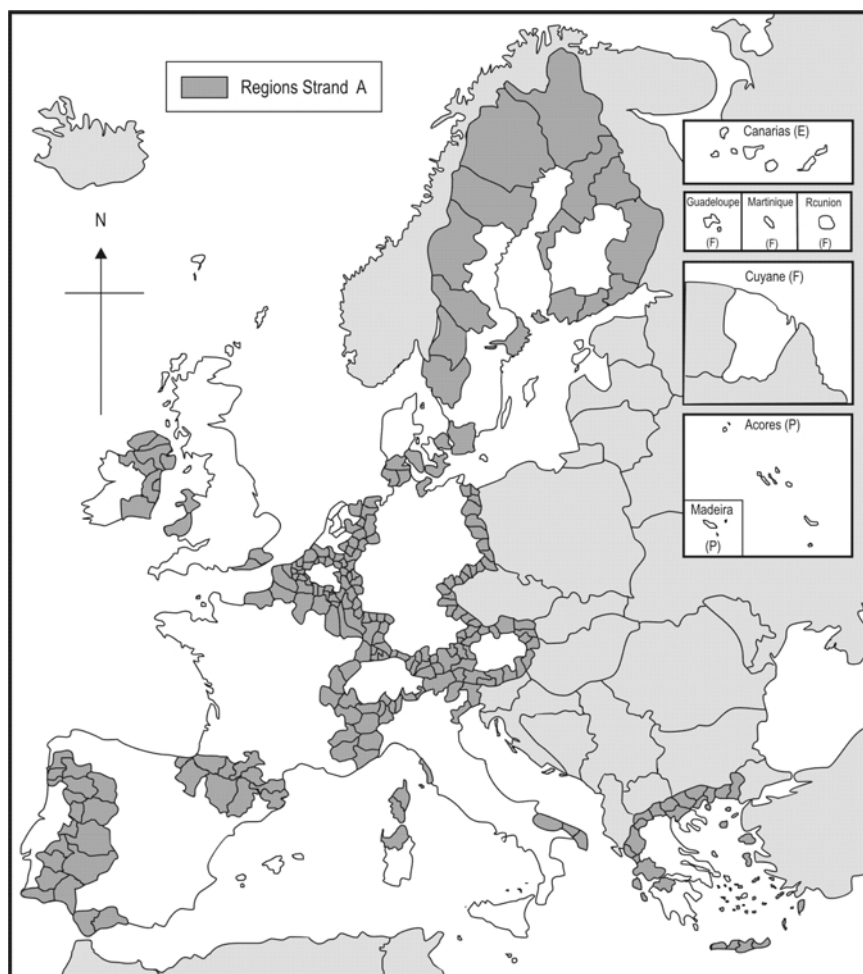 Regions Strand A
N
Canarias (E)
Guadeloupe
Martinique
Rcunion
(F)
(F)
(F)
Cuyane (F)
Acores (P)
Madeira
(P)